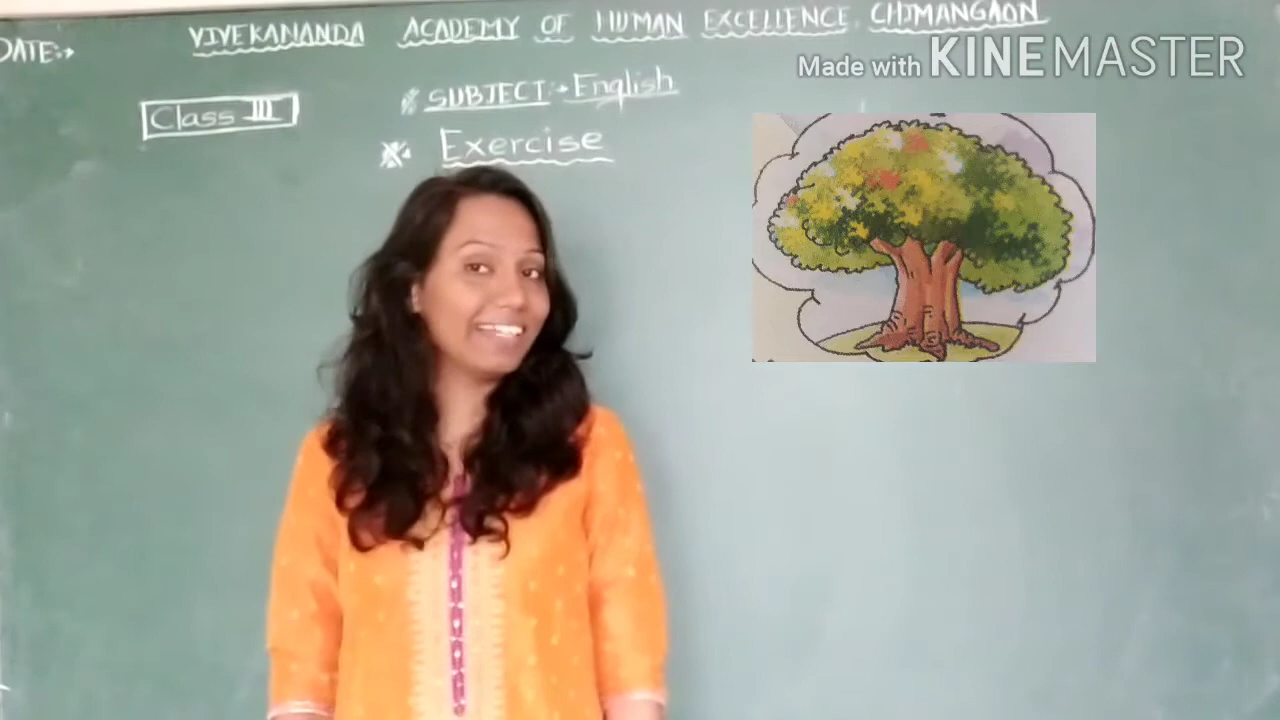 DATE:→
VIVEKANANDA ACADEMY OF HUMAN EXCELLENCE, CHIMANGAON
Made with KINEMASTER
Class III
SUBJECT:→ English
Exercise